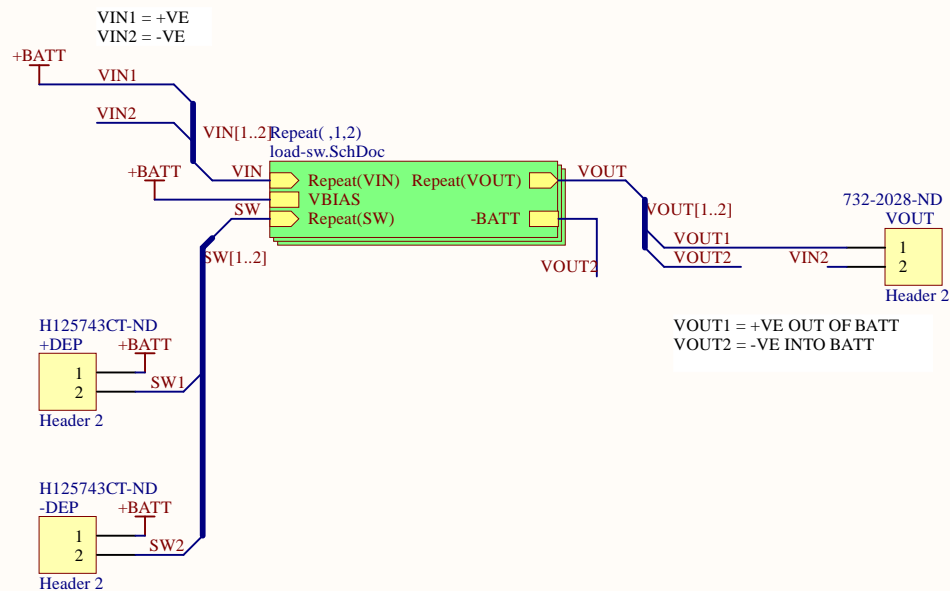 VIN1 = +VE
VIN2 = -VE
+BATT
VIN1
VIN2
VIN[1..2]
Repeat( ,1,2)
load-sw.SchDoc
+BATT
VIN
Repeat(VIN)
Repeat(VOUT)
VOUT
VBIAS
SW
Repeat(SW)
-BATT
SW[1..2]
VOUT2
VOUT[1..2]
VOUT1
VOUT2
VIN2
732-2028-ND
VOUT
1
2
Header 2
VOUT1 = +VE OUT OF BATT
VOUT2 = -VE INTO BATT
H125743CT-ND
+DEP
+BATT
1
2
SW1
Header 2
H125743CT-ND
-DEP
+BATT
1
2
SW2
Header 2